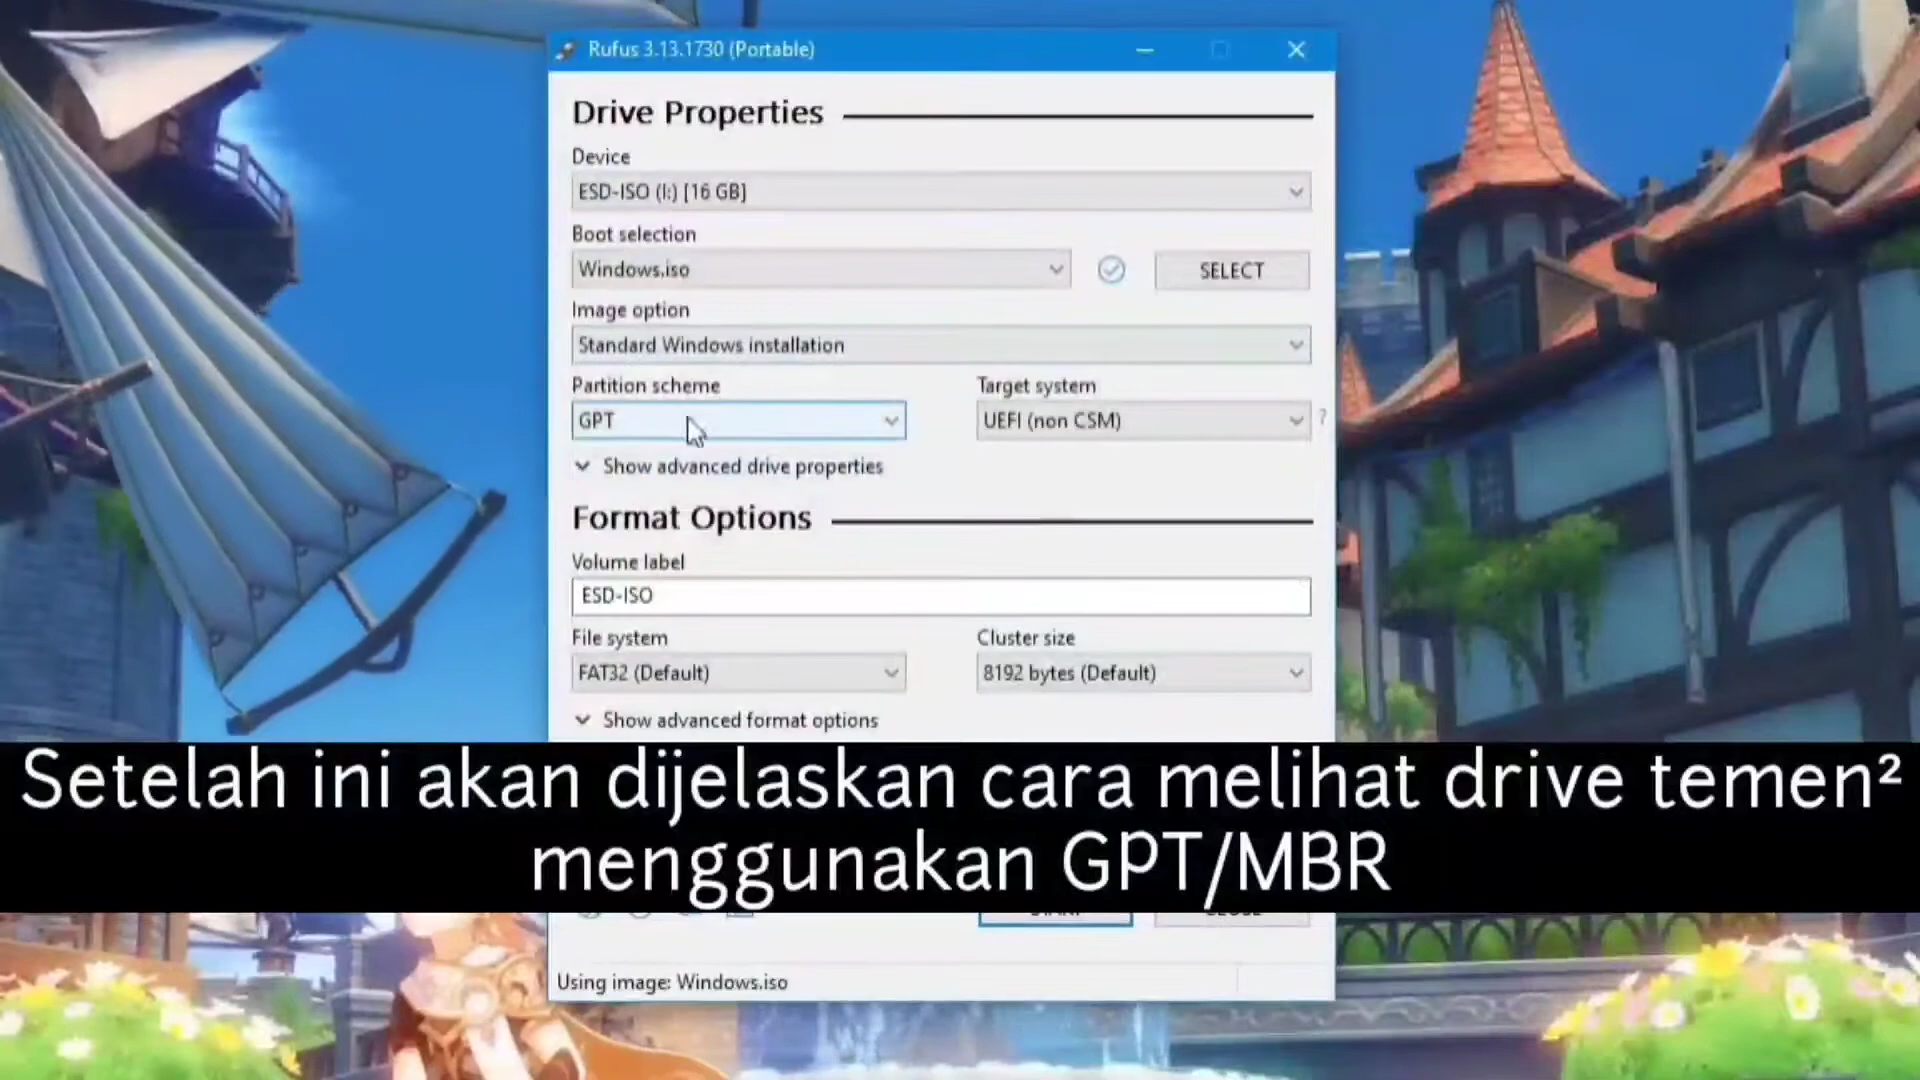 Rufus 3.13.1730 (Portable)
Drive Properties
Device
ESD-ISO (I:) [16 GB]
Boot selection
Windows.iso
SELECT
Image option
Standard Windows installation
Partition scheme
Target system
GPT
UEFI (non CSM)
?
Show advanced drive properties
Format Options
Volume label
ESD-ISO
File system
Cluster size
FAT32 (Default)
8192 bytes (Default)
Show advanced format options
Setelah ini akan dijelaskan cara melihat drive temen²
menggunakan GPT/MBR
Using image: Windows.iso